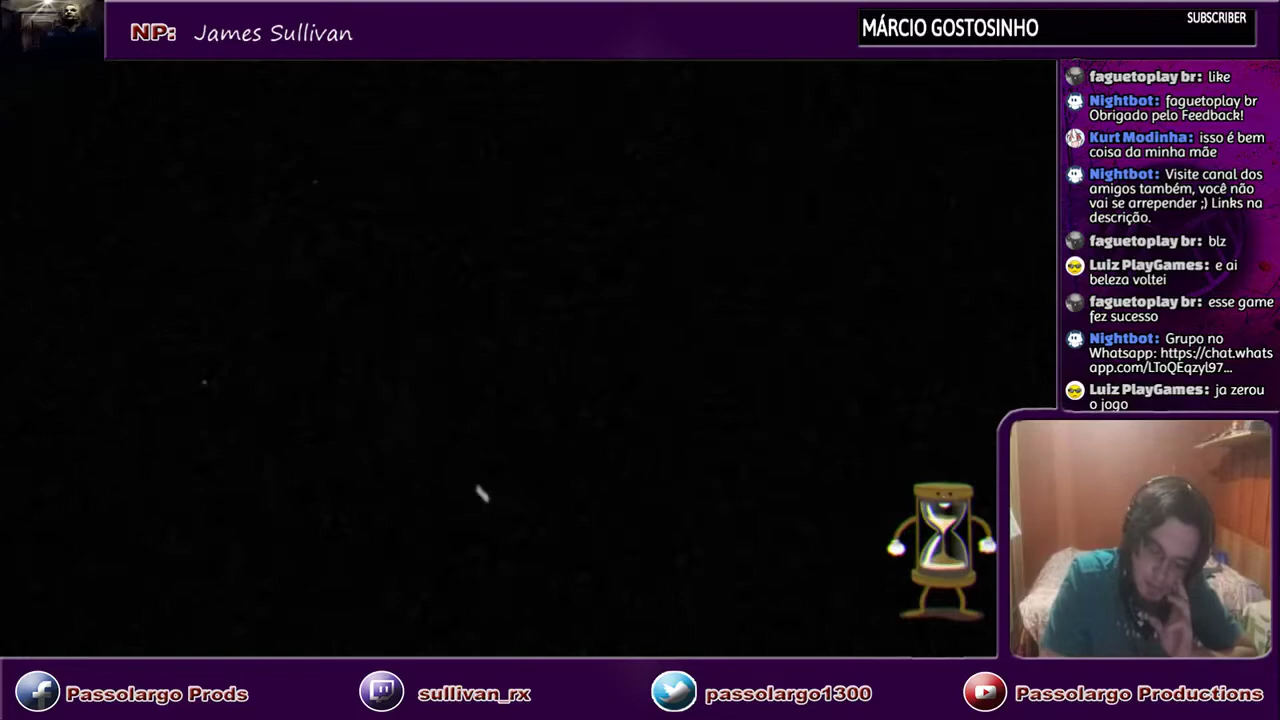 NP: James Sullivan
MÁRCIO GOSTOSINHO
SUBSCRIBER
faguetoplay br: like
Nightbot: faguetoplay br
Obrigado pelo Feedback!
Kurt Modinha: isso é bem
coisa da minha mãe
Nightbot: Visite canal dos
amigos também, você não
vai se arrepender ;) Links na
descrição.
faguetoplay br: blz
Luiz PlayGames: e ai
beleza voltei
faguetoplay br: esse game
fez sucesso
Nightbot: Grupo no
Whatsapp: https://chat.whats
app.com/LToQEqzyl97...
Luiz PlayGames: ja zerou
o jogo
Passolargo Prods
sullivan_rx
passolargo1300
Passolargo Productions